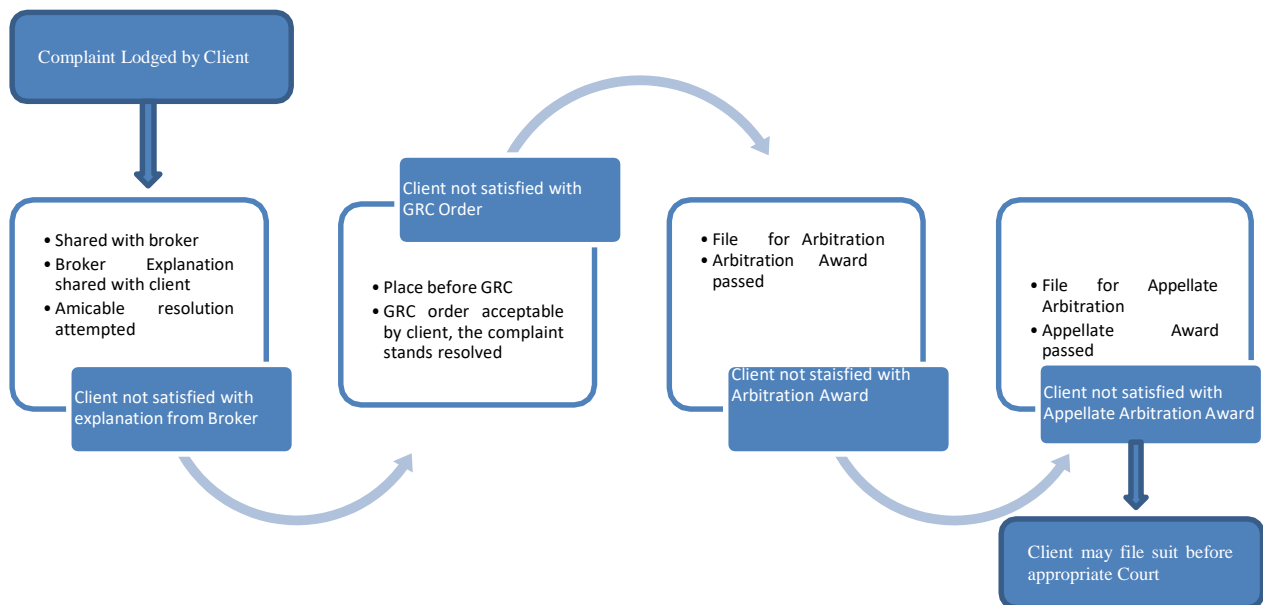 Complaint Lodged by Client
• Shared with broker
• Broker Explanation
shared with client
• Amicable resolution
attempted
Client not satisfied with
explanation from Broker
Client not satisfied with
GRC Order
• Place before GRC
• GRC order acceptable
by client, the complaint
stands resolved
• File for Arbitration
• Arbitration Award
passed
Client not staisfied with
Arbitration Award
• File for Appellate
Arbitration
• Appellate Award
passed
Client not satisfied with
Appellate Arbitration Award
Client may file suit before
appropriate Court